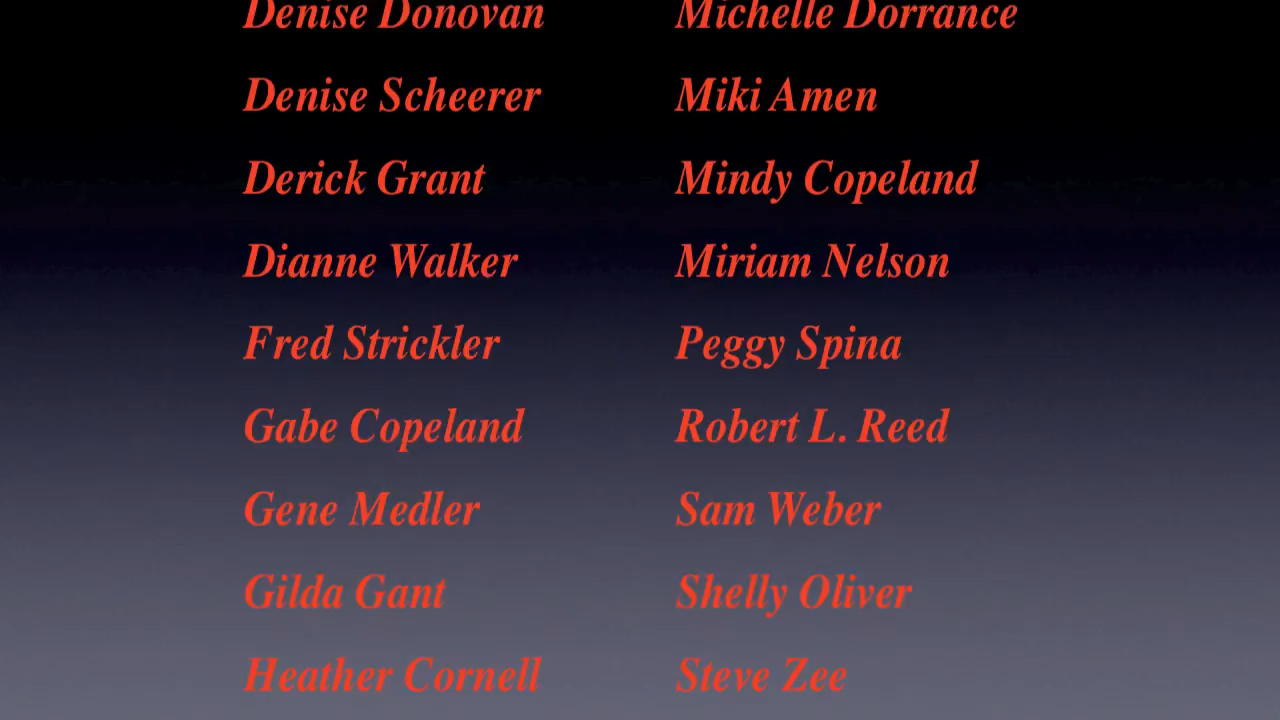 Denise Donovan
Denise Scheerer
Derick Grant
Dianne Walker
Fred Strickler
Gabe Copeland
Gene Medler
Gilda Gant
Heather Cornell
Michelle Dorrance
Miki Amen
Mindy Copeland
Miriam Nelson
Peggy Spina
Robert L. Reed
Sam Weber
Shelly Oliver
Steve Zee